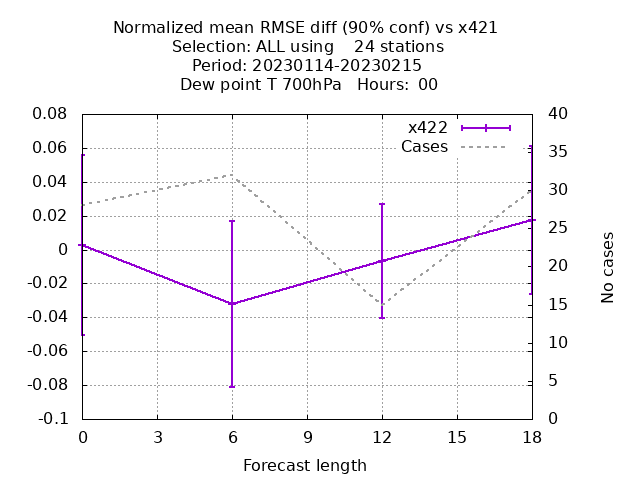 Normalized mean RMSE diff (90% conf) vs x421
Selection: ALL using    24 stations
Period: 20230114-20230215
Dew point T 700hPa   Hours:  00
x422
Cases
0.08
0.06
0.04
0.02
0
-0.02
-0.04
-0.06
-0.08
-0.1
40
35
30
25
20
15
10
5
0
No cases
0 3 6 9 12 15 18
Forecast length